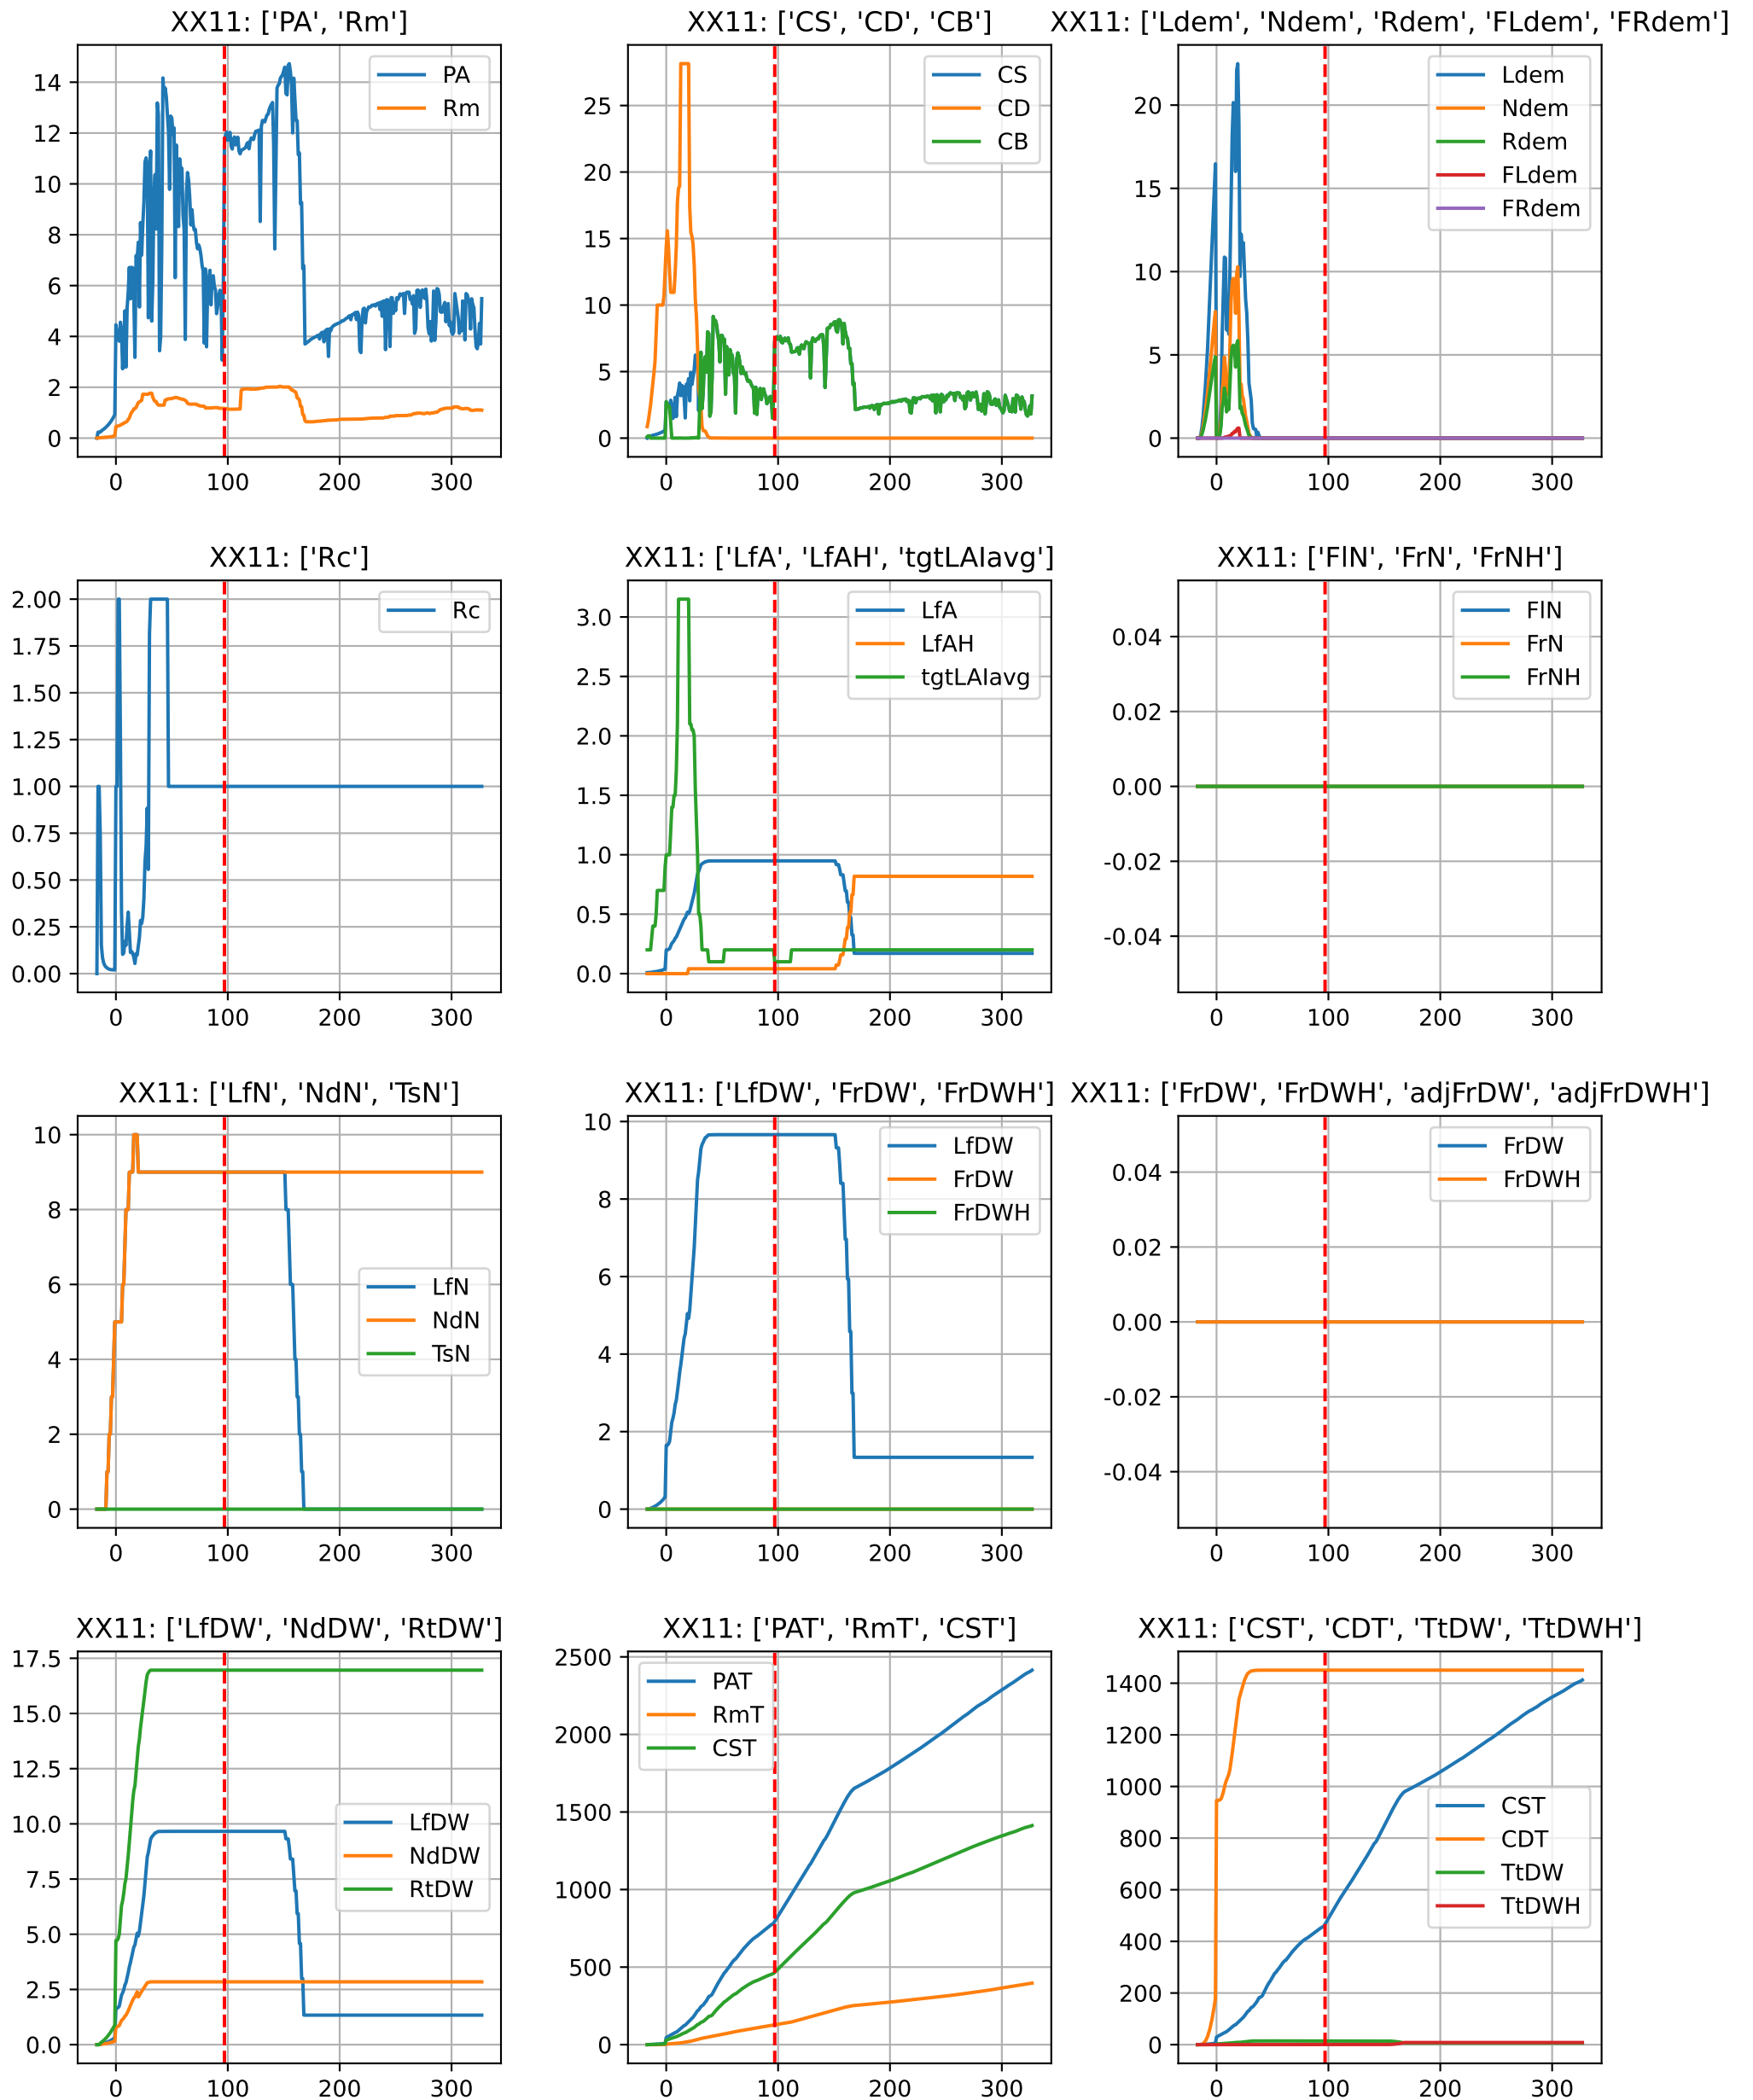 XX11: ['PA', 'Rm']
14
12
10
8
6
4
2
0
0 100 200 300
PA
Rm
XX11: ['CS', 'CD', 'CB']
25
20
15
10
5
0
0 100 200 300
CS
CD
CB
XX11: ['Ldem', 'Ndem', 'Rdem', 'FLdem', 'FRdem']
20
15
10
5
0
0 100 200 300
Ldem
Ndem
Rdem
FLdem
FRdem
XX11: ['Rc']
2.00
1.75
1.50
1.25
1.00
0.75
0.50
0.25
0.00
0 100 200 300
Rc
XX11: ['LfA', 'LfAH', 'tgtLAIavg']
3.0
2.5
2.0
1.5
1.0
0.5
0.0
0 100 200 300
LfA
LfAH
tgtLAIavg
XX11: ['FlN', 'FrN', 'FrNH']
0.04
0.02
0.00
-0.02
-0.04
0 100 200 300
FlN
FrN
FrNH
XX11: ['LfN', 'NdN', 'TsN']
10
8
6
4
2
0
0 100 200 300
LfN
NdN
TsN
XX11: ['LfDW', 'FrDW', 'FrDWH']
10
8
6
4
2
0
0 100 200 300
LfDW
FrDW
FrDWH
XX11: ['FrDW', 'FrDWH', 'adjFrDW', 'adjFrDWH']
0.04
0.02
0.00
-0.02
-0.04
0 100 200 300
FrDW
FrDWH
XX11: ['LfDW', 'NdDW', 'RtDW']
17.5
15.0
12.5
10.0
7.5
5.0
2.5
0.0
0 100 200 300
LfDW
NdDW
RtDW
XX11: ['PAT', 'RmT', 'CST']
2500
2000
1500
1000
500
0
0 100 200 300
PAT
RmT
CST
XX11: ['CST', 'CDT', 'TtDW', 'TtDWH']
1400
1200
1000
800
600
400
200
0
0 100 200 300
CST
CDT
TtDW
TtDWH